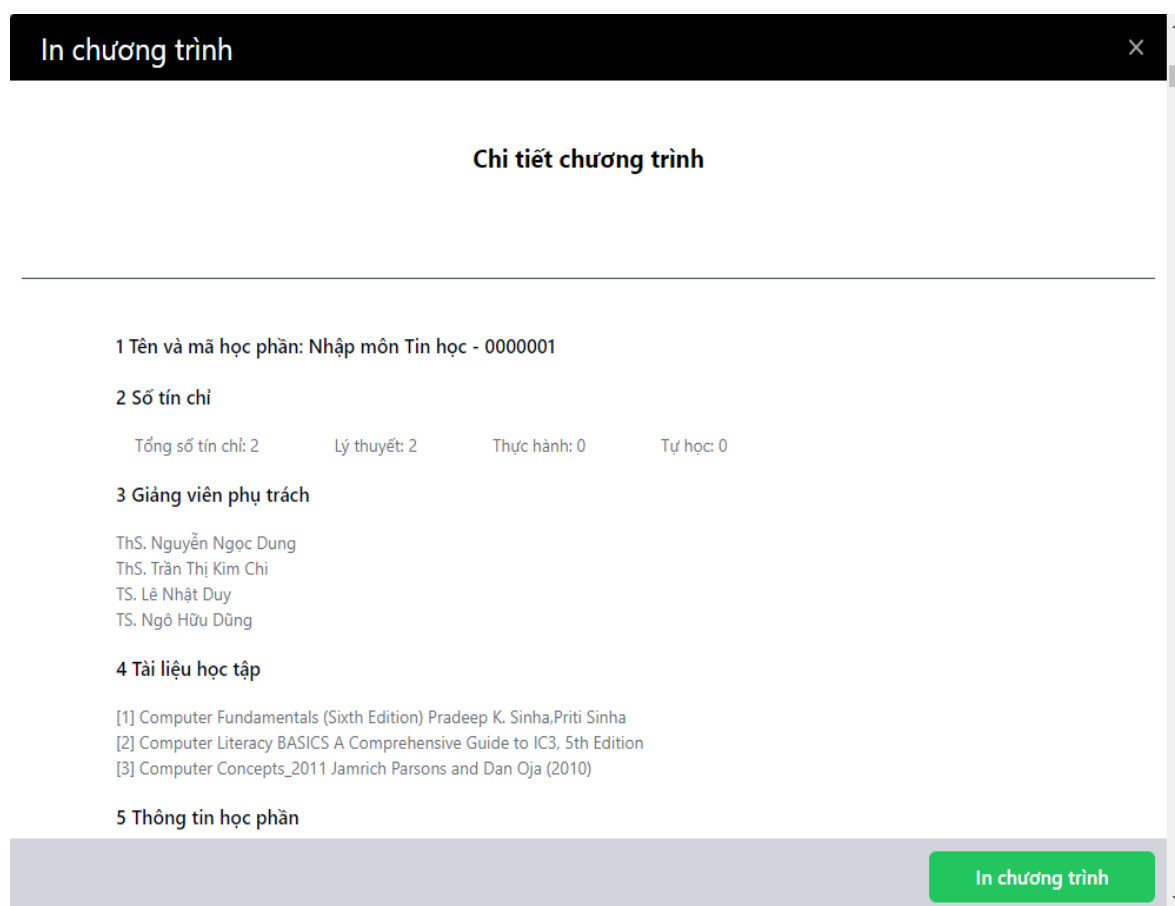 In chương trình
Chi tiết chương trình
1 Tên và mã học phần: Nhập môn Tin học - 0000001
2 Số tín chỉ
Tổng số tín chỉ: 2 Lý thuyết: 2 Thực hành: 0 Tự học: 0
3 Giảng viên phụ trách
ThS. Nguyễn Ngọc Dung
ThS. Trần Thị Kim Chi
TS. Lê Nhật Duy
TS. Ngô Hữu Dũng
4 Tài liệu học tập
[1] Computer Fundamentals (Sixth Edition) Pradeep K. Sinha,Priti Sinha
[2] Computer Literacy BASICS A Comprehensive Guide to IC3, 5th Edition
[3] Computer Concepts_2011 Jamrich Parsons and Dan Oja (2010)
5 Thông tin học phần
In chương trình